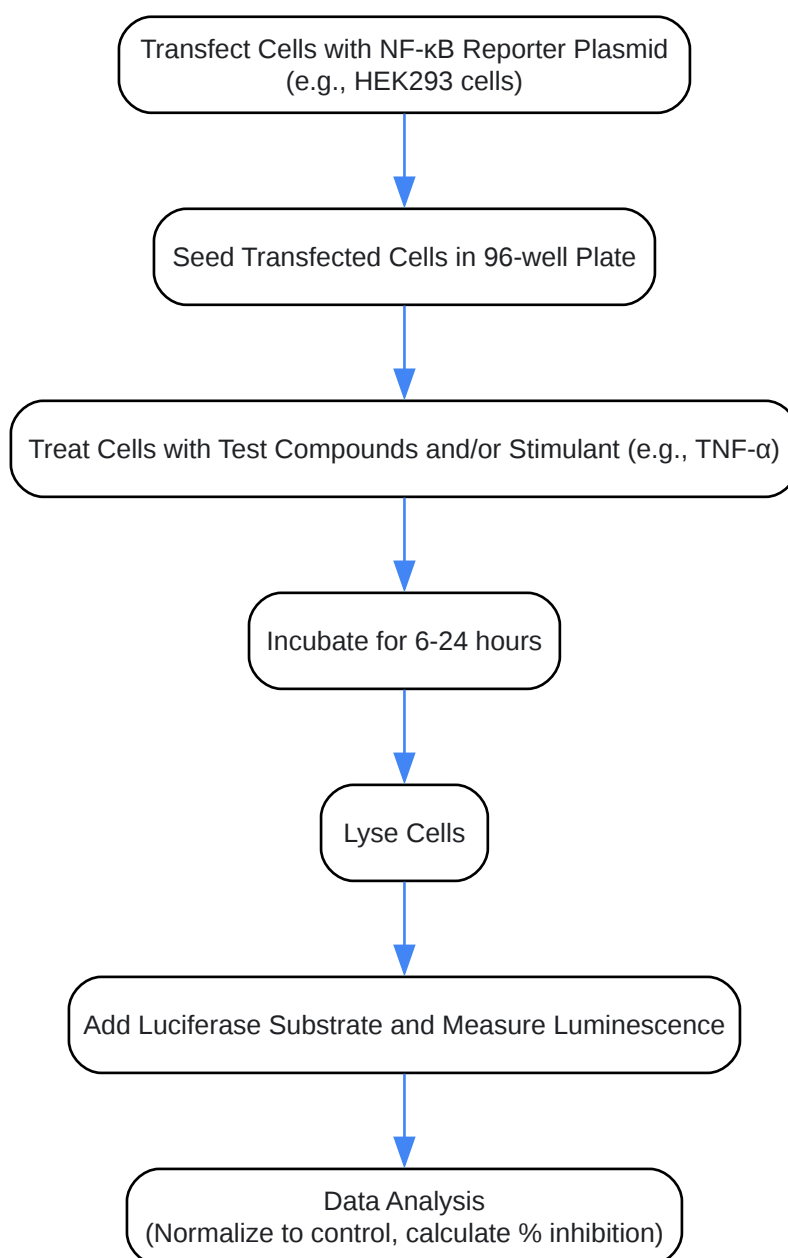 Transfect Cells with NF-κB Reporter Plasmid
(e.g., HEK293 cells)
Seed Transfected Cells in 96-well Plate
Treat Cells with Test Compounds and/or Stimulant (e.g., TNF-α)
Incubate for 6-24 hours
Lyse Cells
Add Luciferase Substrate and Measure Luminescence
Data Analysis
(Normalize to control, calculate % inhibition)